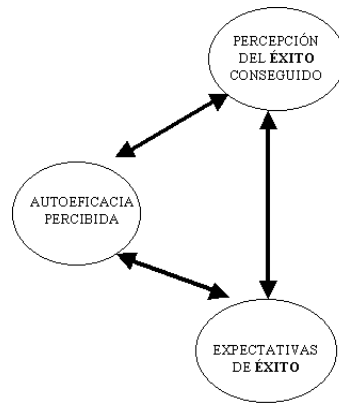 PERCEPCIÓN
DEL ÉXITO
CONSEGUIDO
AUTOEFICACIA
PERCIBIDA
EXPECTATIVAS
DE ÉXITO